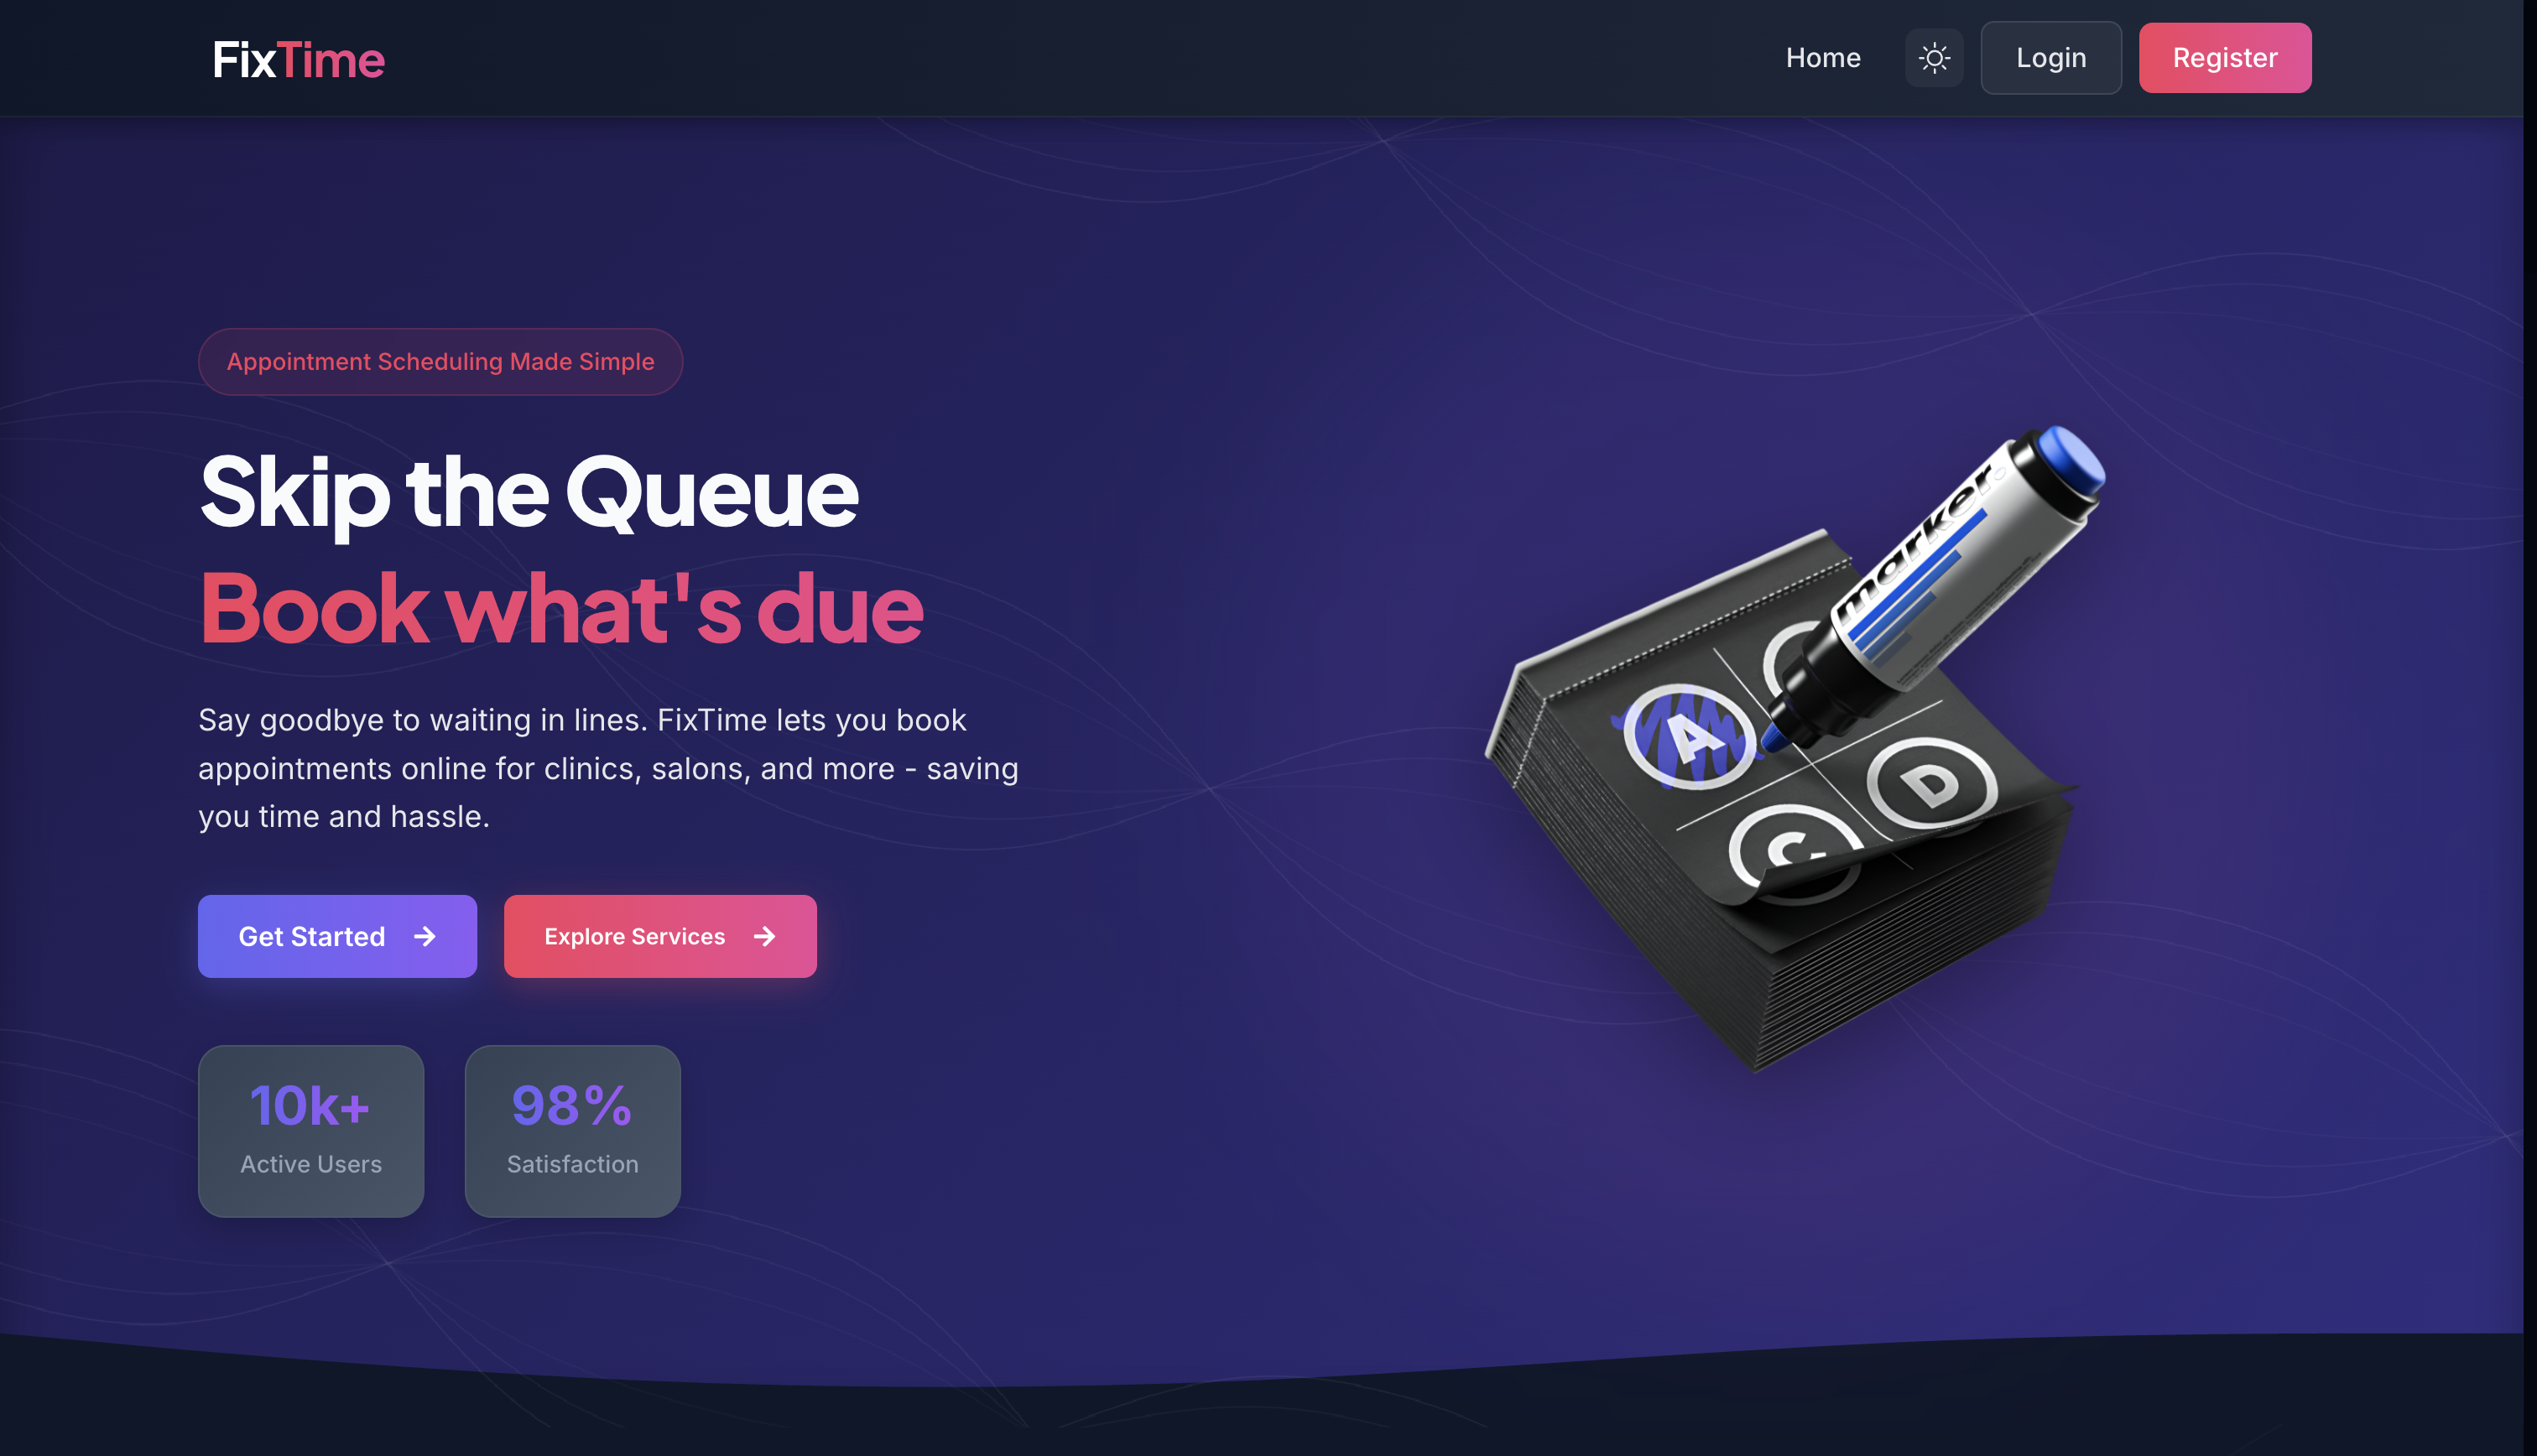 FixTime
Home
Login
Register
Appointment Scheduling Made Simple
Skip the Queue
Book what's due
Say goodbye to waiting in lines. FixTime lets you book
appointments online for clinics, salons, and more - saving
you time and hassle.
Get Started →
Explore Services →
10k+
Active Users
98%
Satisfaction
marker.
A
D
C